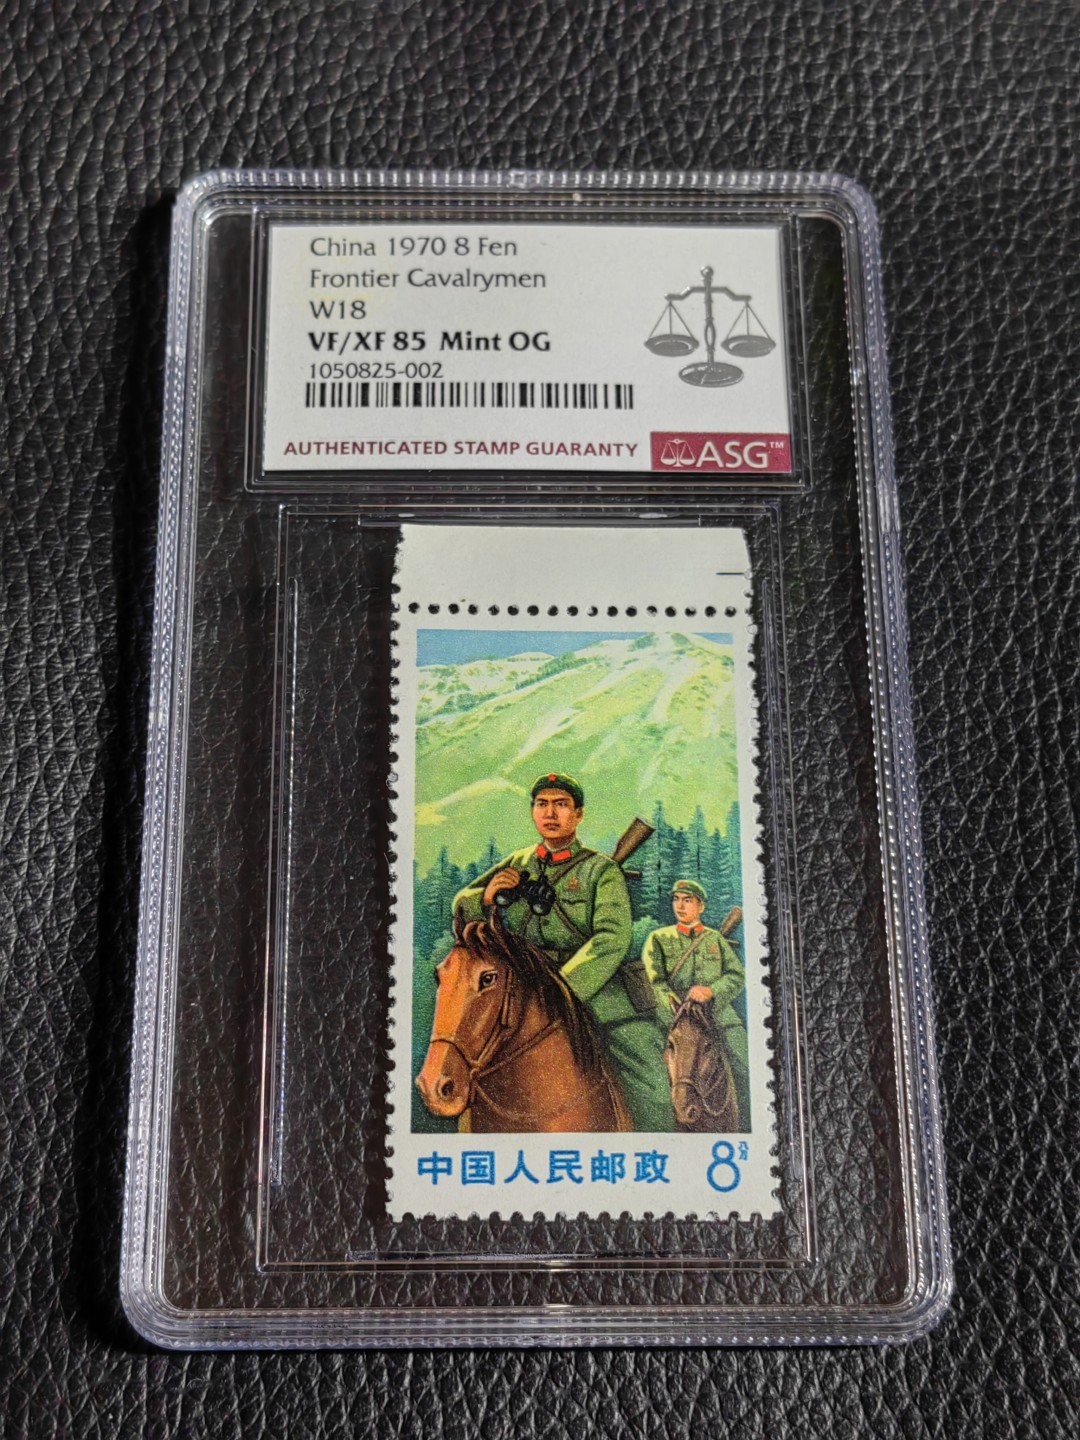 China 1970 8 Fen
Frontier Cavalrymen
W18
VF/XF 85 Mint OG
1050825-002
AUTHENTICATED STAMP GUARANTY
ASG™
中国人民邮政
8八分